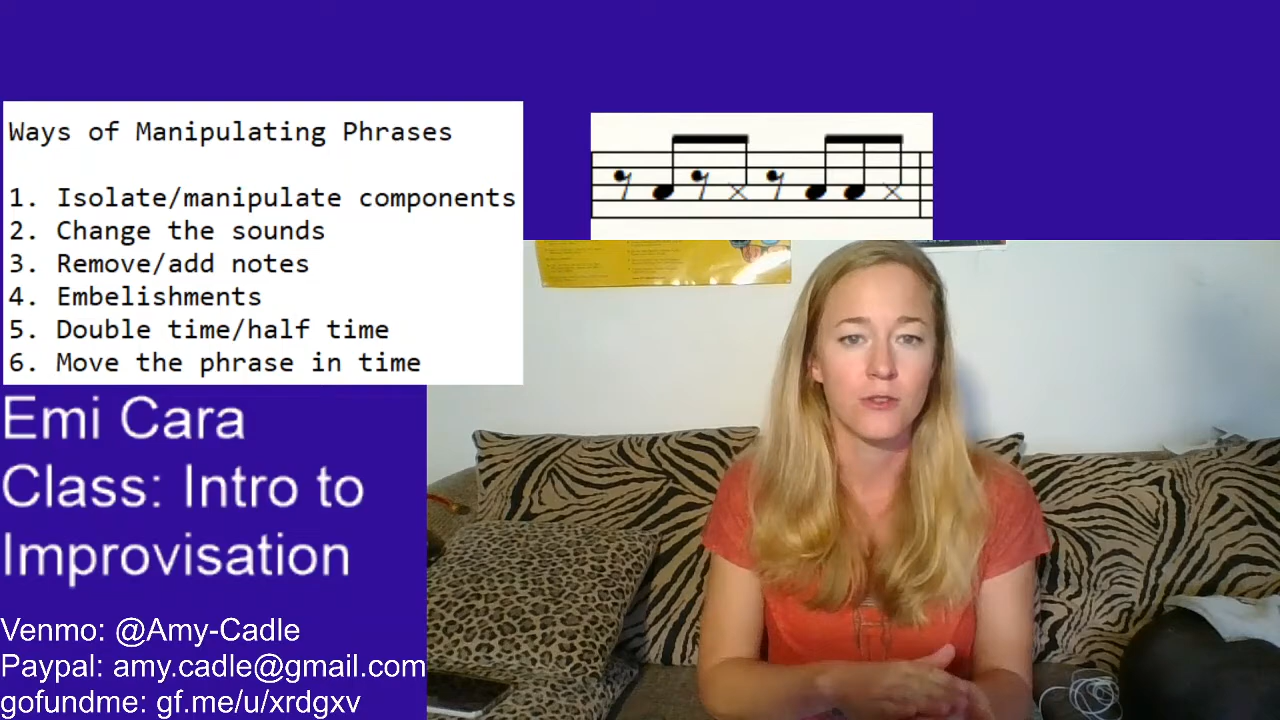 Ways of Manipulating Phrases
1. Isolate/manipulate components
2. Change the sounds
3. Remove/add notes
4. Embelishments
5. Double time/half time
6. Move the phrase in time
Emi Cara
Class: Intro to
Improvisation
Venmo: @Amy-Cadle
Paypal: amy.cadle@gmail.com
gofundme: gf.me/u/xrdgxv